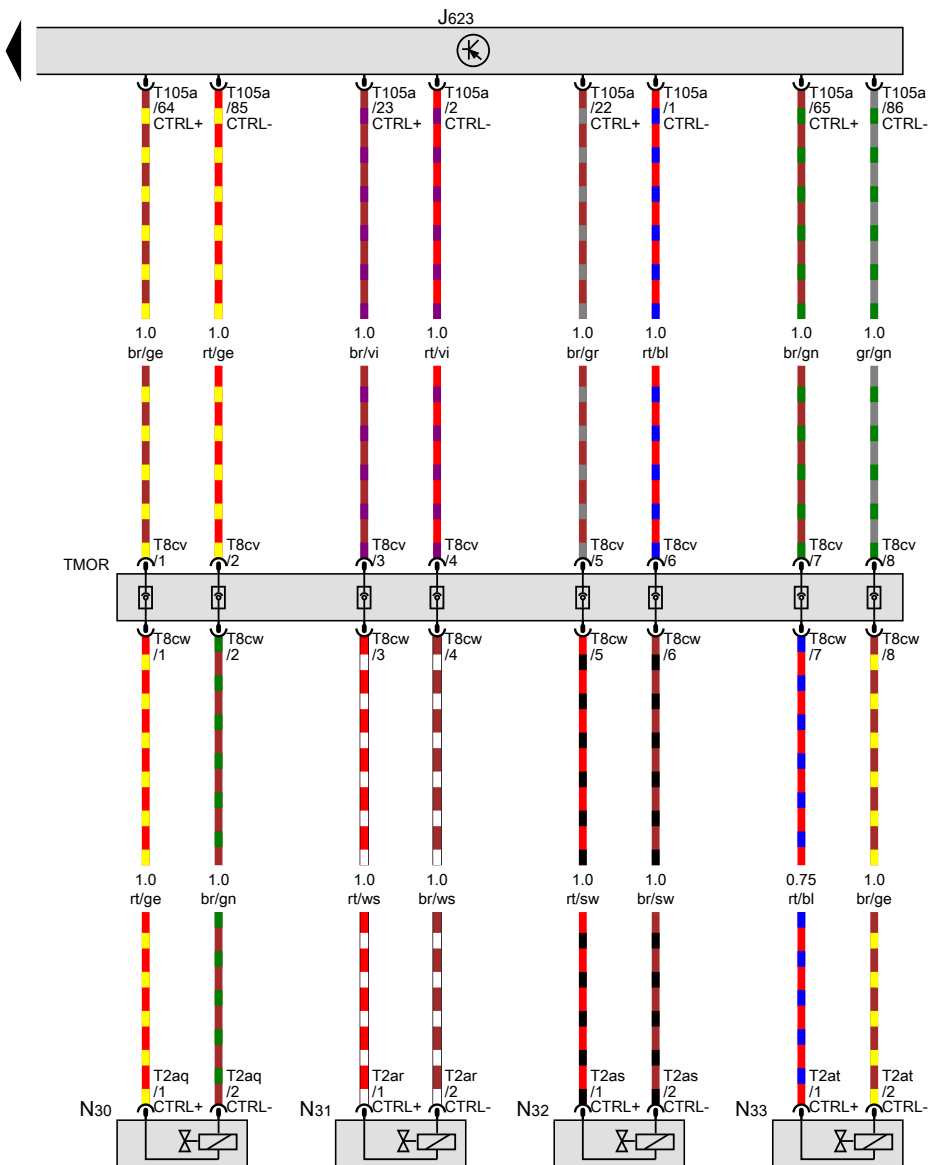 J623
T105a T105a T105a T105a T105a T105a T105a T105a
/64 /85 /23 /2 /22 /1 /65 /86
CTRL+ CTRL- CTRL+ CTRL- CTRL+ CTRL- CTRL+ CTRL-
1.0 1.0 1.0 1.0 1.0 1.0 1.0 1.0
br/ge rt/ge br/vi rt/vi br/gr rt/bl br/gn gr/gn
T8cv T8cv T8cv T8cv T8cv T8cv T8cv T8cv
TMOR /1 /2 /3 /4 /5 /6 /7 /8
T8cw T8cw T8cw T8cw T8cw T8cw T8cw T8cw
/1 /2 /3 /4 /5 /6 /7 /8
1.0 1.0 1.0 1.0 1.0 1.0 0.75 1.0
rt/ge br/gn rt/ws br/ws rt/sw br/sw rt/bl br/ge
T2aq T2aq T2ar T2ar T2as T2as T2at T2at
/1 /2 /1 /2 /1 /2 /1 /2
N30 CTRL+ CTRL- N31 CTRL+ CTRL- N32 CTRL+ CTRL- N33 CTRL+ CTRL-